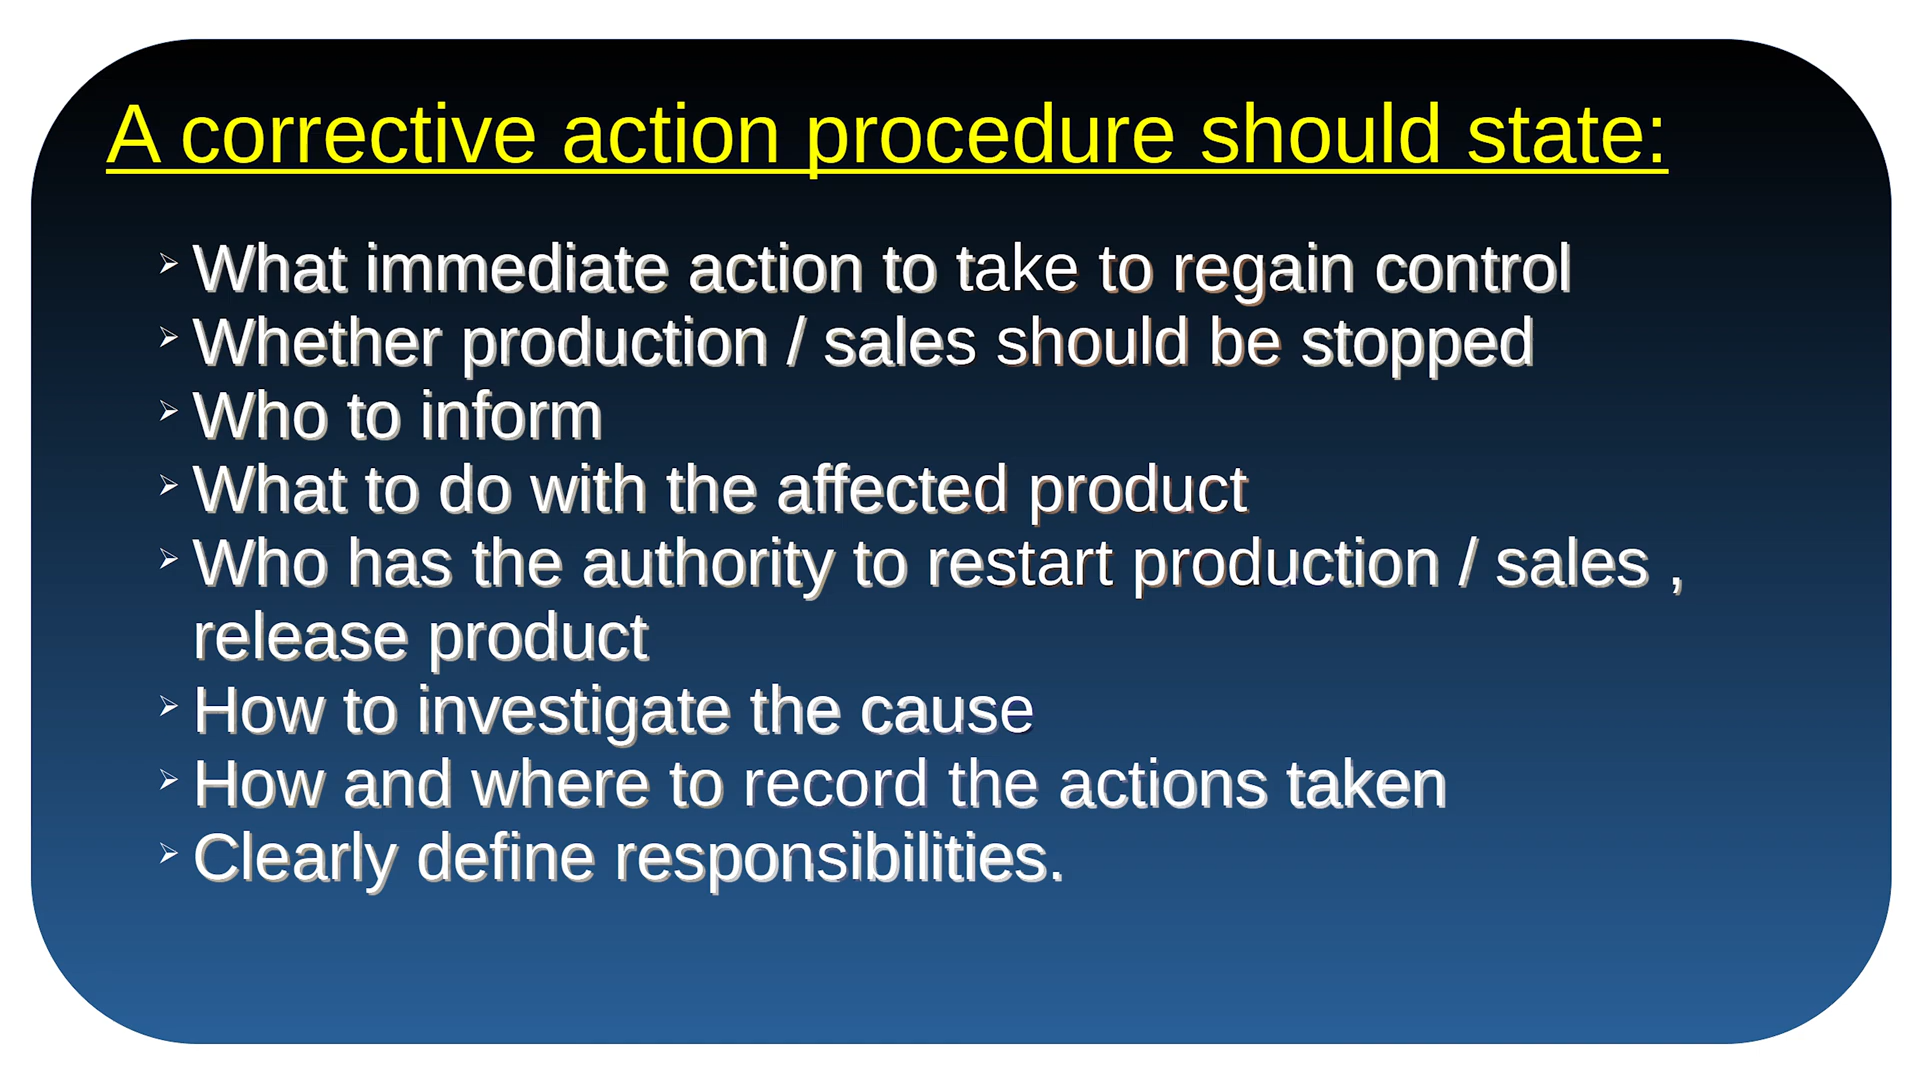 A corrective action procedure should state:
➢ What immediate action to take to regain control
➢ Whether production / sales should be stopped
➢ Who to inform
➢ What to do with the affected product
➢ Who has the authority to restart production / sales ,
release product
➢ How to investigate the cause
➢ How and where to record the actions taken
➢ Clearly define responsibilities.